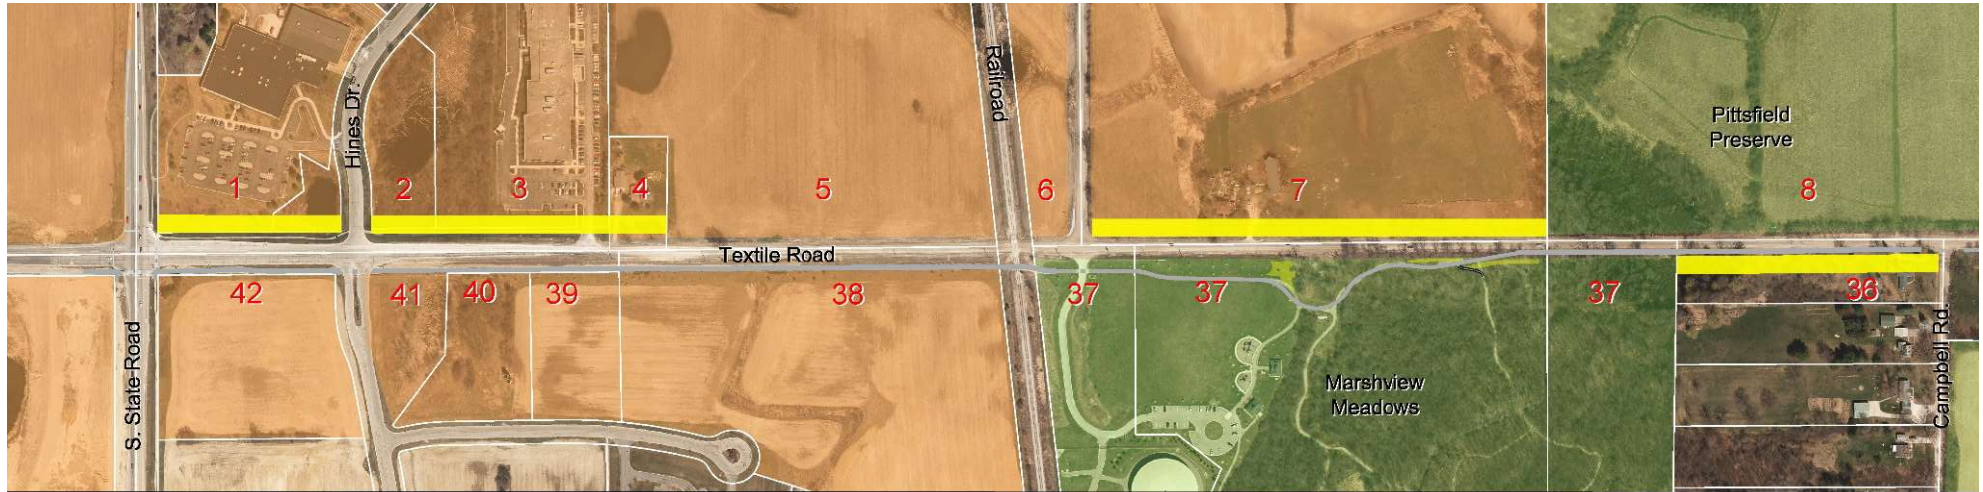 Hines Dr.
Railroad
Pittsfield
Preserve
1
2
3
4
5
6
7
8
Textile Road
42
41
40
39
38
37
37
37
36
S. State Road
Marshview
Meadows
Campbell Rd.